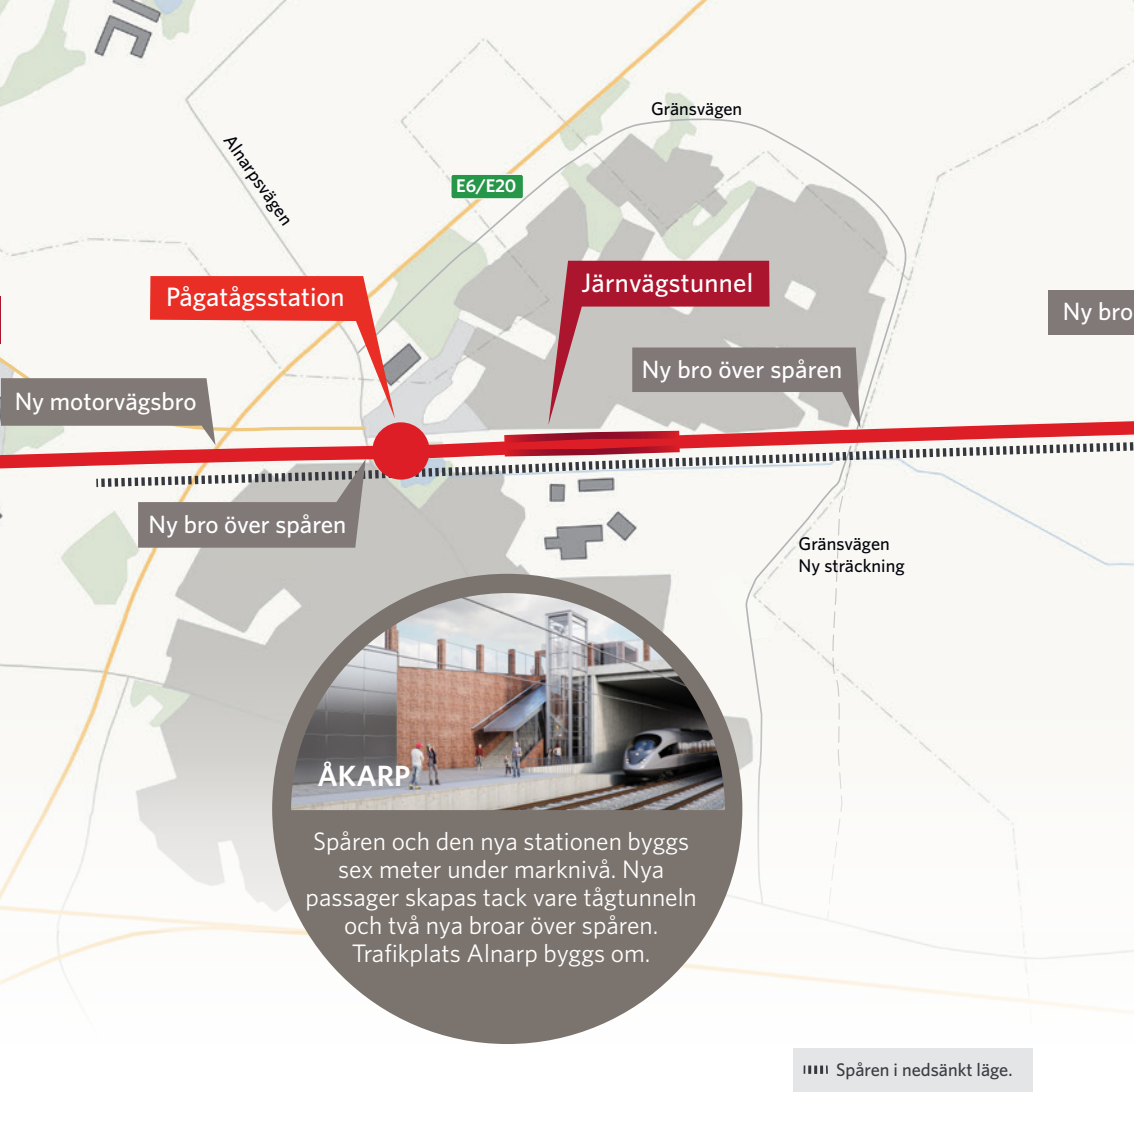 Gränsvägen
Alnarpsvägen
E6/E20
Järnvägstunnel
Pågatågsstation
Ny bro
Ny bro över spåren
Ny motorvägsbro
Ny bro över spåren
Gränsvägen
Ny sträckning
ÅKARP
Spåren och den nya stationen byggs
sex meter under marknivå. Nya
passager skapas tack vare tågtunneln
och två nya broar över spåren.
Trafikplats Alnarp byggs om.
Spåren i nedsänkt läge.